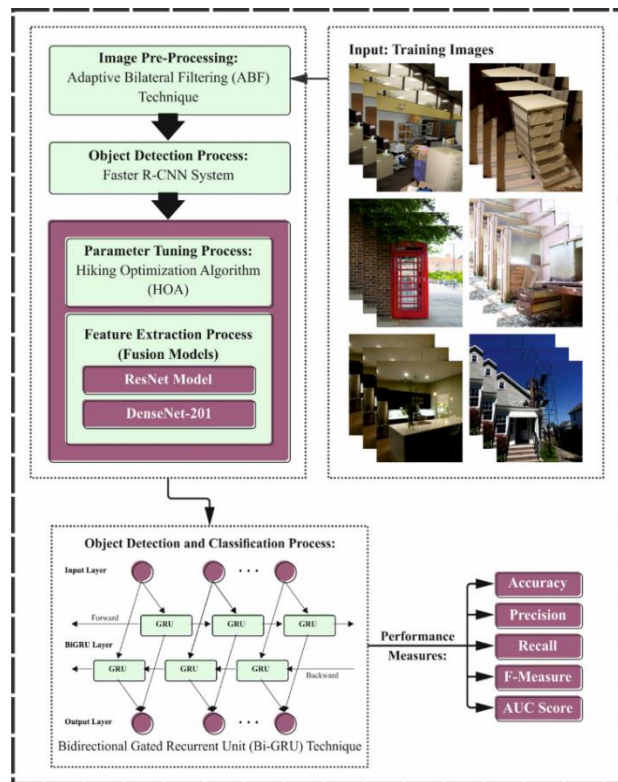 Image Pre-Processing:
Adaptive Bilateral Filtering (ABF)
Technique
Object Detection Process:
Faster R-CNN System
Parameter Tuning Process:
Hiking Optimization Algorithm
(HOA)
Feature Extraction Process
(Fusion Models)
ResNet Model
DenseNet-201
Input: Training Images
Object Detection and Classification Process:
Input Layer
. . .
. . .
Forward
GRU
GRU
GRU
BiGRU Layer
GRU
GRU
GRU
Backward
Output Layer
. . .
. . .
Bidirectional Gated Recurrent Unit (Bi-GRU) Technique
Performance
Measures:
Accuracy
Precision
Recall
F-Measure
AUC Score